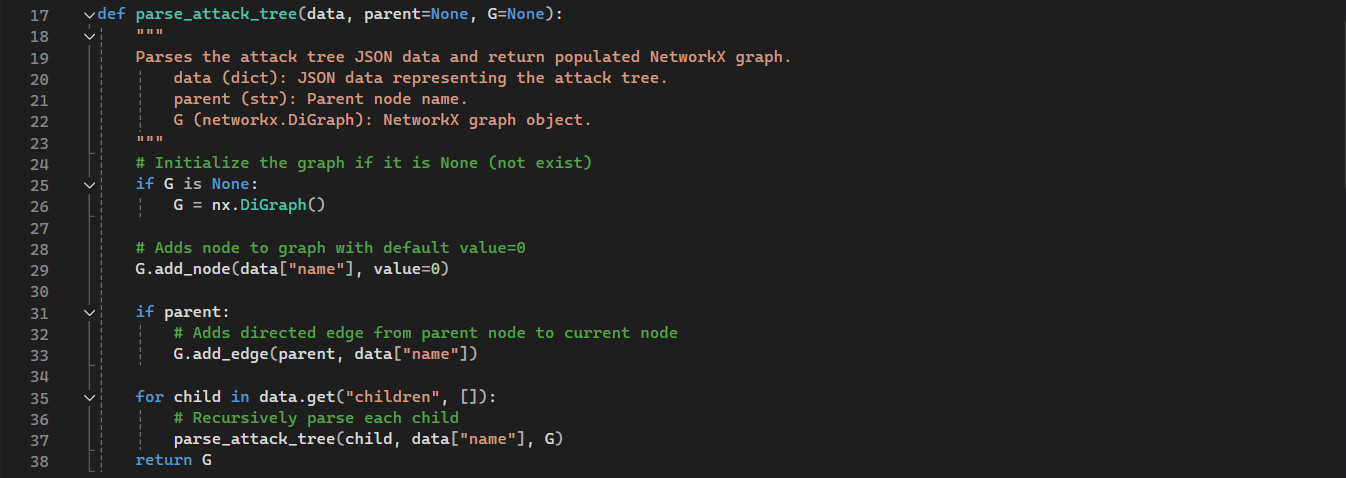 17 def parse_attack_tree(data, parent=None, G=None):
18     """
19     Parses the attack tree JSON data and return populated NetworkX graph.
20         data (dict): JSON data representing the attack tree.
21         parent (str): Parent node name.
22         G (networkx.DiGraph): NetworkX graph object.
23     """
24     # Initialize the graph if it is None (not exist)
25     if G is None:
26         G = nx.DiGraph()
27
28     # Adds node to graph with default value=0
29     G.add_node(data["name"], value=0)
30
31     if parent:
32         # Adds directed edge from parent node to current node
33         G.add_edge(parent, data["name"])
34
35     for child in data.get("children", []):
36         # Recursively parse each child
37         parse_attack_tree(child, data["name"], G)
38     return G